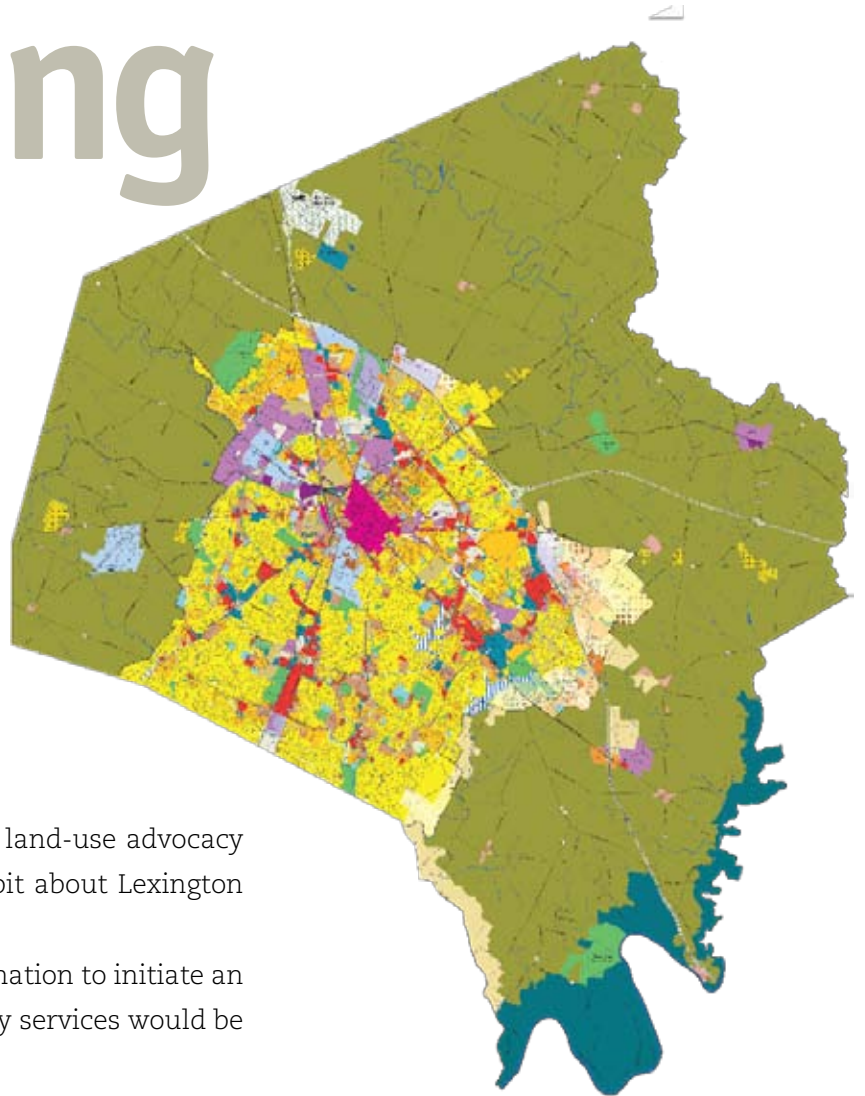 ng
land-use advocacy
bit about Lexington
nation to initiate an
y services would be